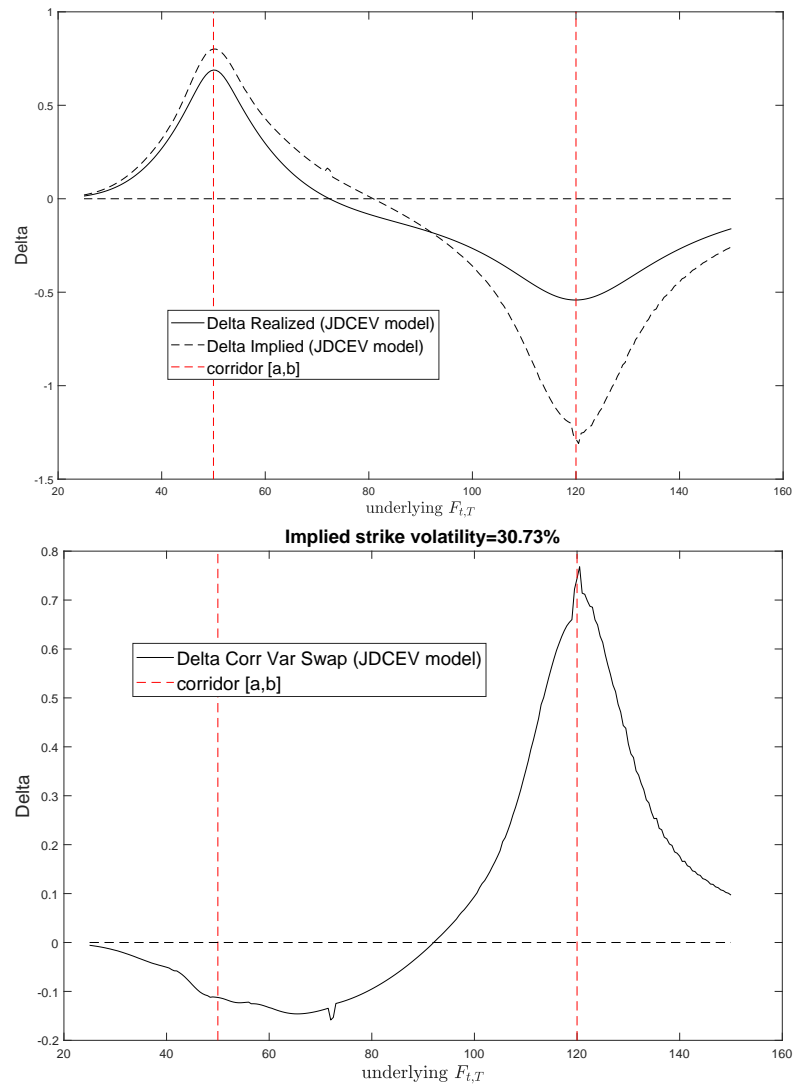 1
0.5
0
-0.5
-1
-1.5
Delta
Delta Realized (JDCEV model)
Delta Implied (JDCEV model)
corridor [a,b]
20 40 60 80 100 120 140 160
underlying F_{t,T}
Implied strike volatility=30.73%
0.8
0.7
0.6
0.5
0.4
0.3
0.2
0.1
0
-0.1
-0.2
Delta
Delta Corr Var Swap (JDCEV model)
corridor [a,b]
20 40 60 80 100 120 140 160
underlying F_{t,T}